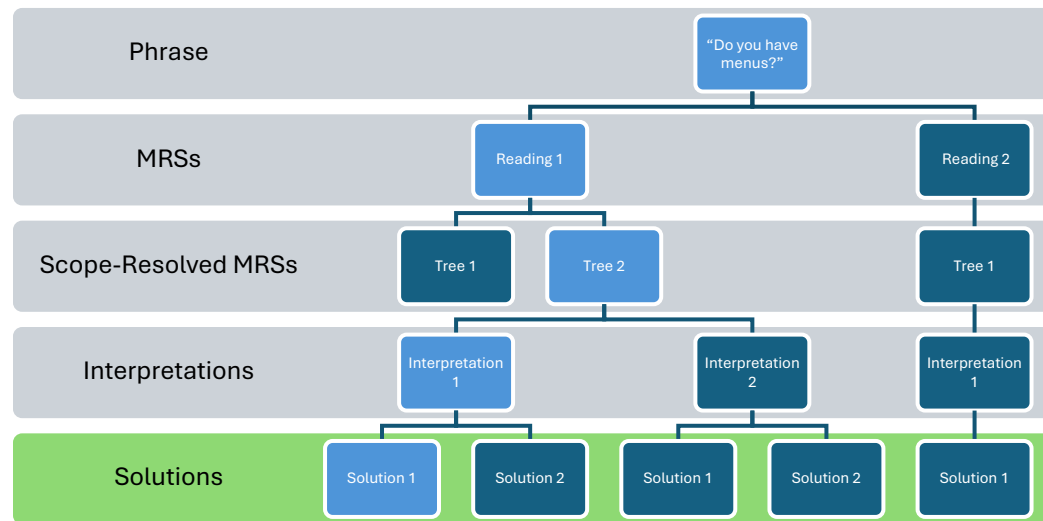 Phrase
“Do you have
menus?”
MRSs
Reading 1
Reading 2
Scope-Resolved MRSs
Tree 1
Tree 2
Tree 1
Interpretations
Interpretation
1
Interpretation
2
Interpretation
1
Solutions
Solution 1
Solution 2
Solution 1
Solution 2
Solution 1